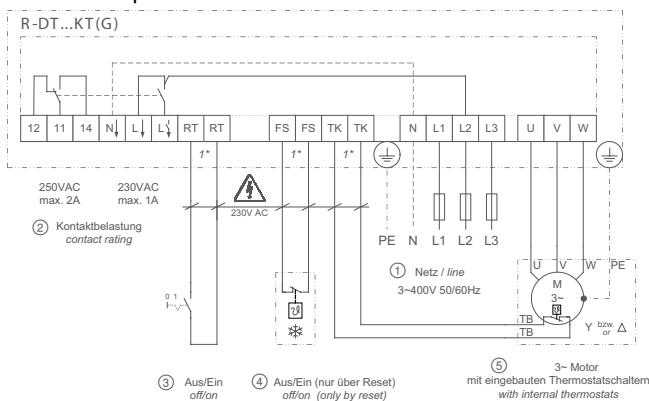 R-DT...KT(G)
12 11 14 N L L RT RT FS FS TK TK N L1 L2 L3 U V W
1* 1* 1*
250VAC
max. 2A
230VAC
max. 1A
230V AC
2 Kontaktbelastung
contact rating
PE N L1 L2 L3
1 Netz / line
3~400V 50/60Hz
U V W PE
M
3~
ϑ
TB
TB
Y bzw. or Δ
0 1
ϑ
3 Aus/Ein
off/on
4 Aus/Ein (nur über Reset)
off/on (only by reset)
5 3~ Motor
mit eingebauten Thermostatschaltern
with internal thermostats